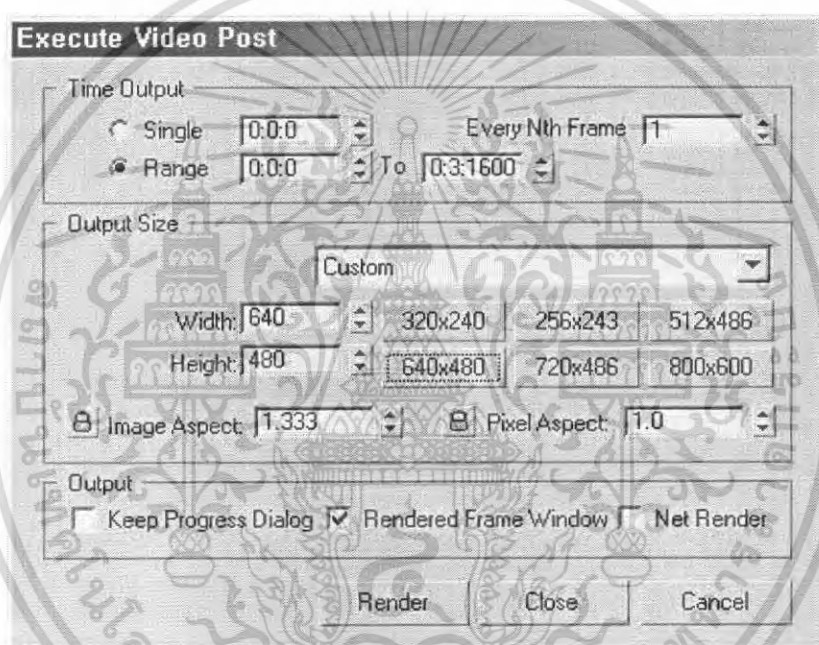 Execute Video Post
Time Output
Single 0:0:0 Every Nth Frame 1
Range 0:0:0 To 0:3:1600
Output Size
Custom
Width: 640 320x240 256x243 512x486
Height: 480 640x480 720x486 800x600
Image Aspect: 1.333 Pixel Aspect: 1.0
Output
Keep Progress Dialog Rendered Frame Window Net Render
Render Close Cancel